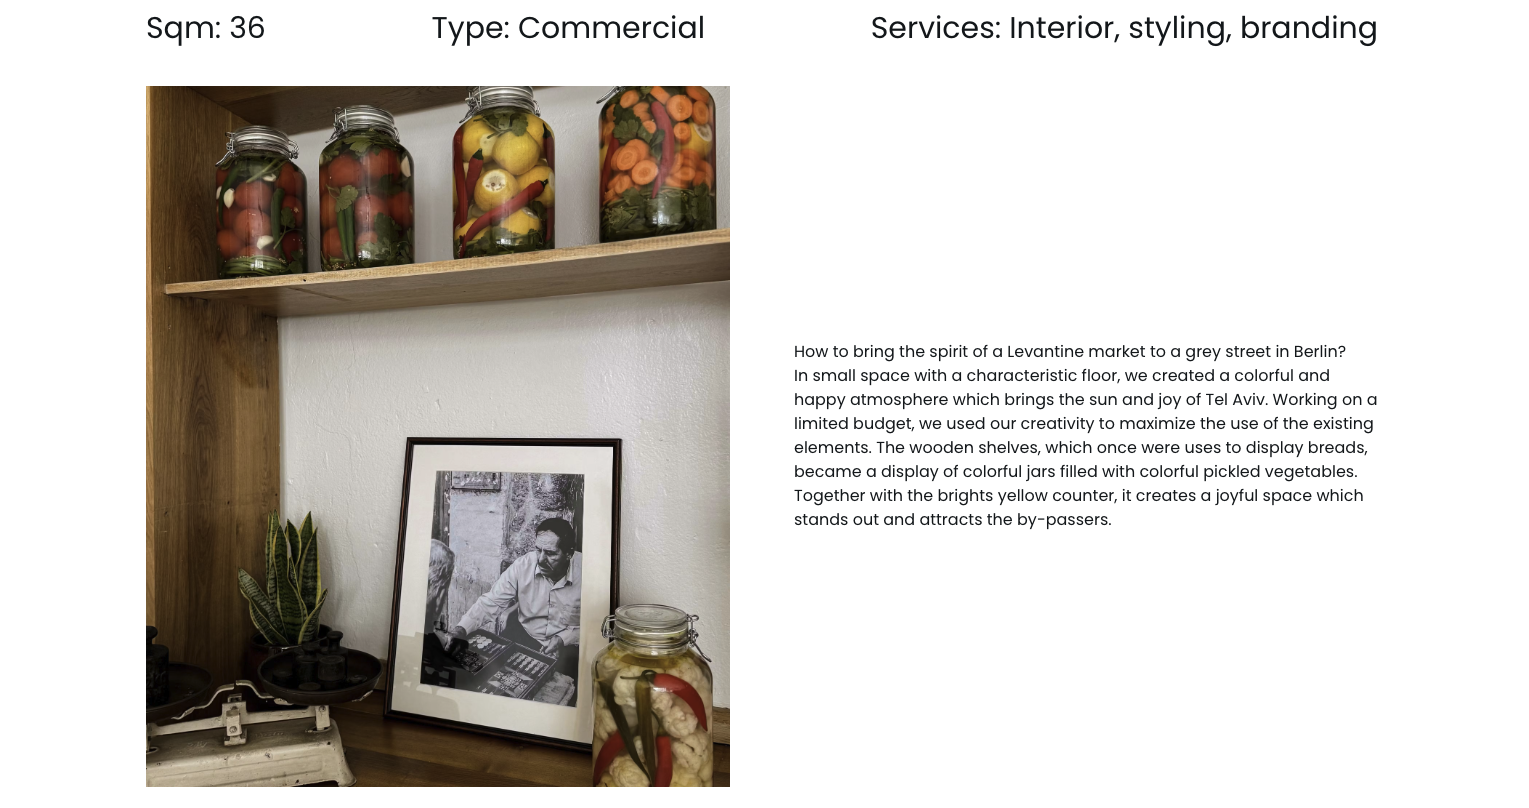 Sqm: 36
Type: Commercial
Services: Interior, styling, branding
How to bring the spirit of a Levantine market to a grey street in Berlin?
In small space with a characteristic floor, we created a colorful and
happy atmosphere which brings the sun and joy of Tel Aviv. Working on a
limited budget, we used our creativity to maximize the use of the existing
elements. The wooden shelves, which once were uses to display breads,
became a display of colorful jars filled with colorful pickled vegetables.
Together with the brights yellow counter, it creates a joyful space which
stands out and attracts the by-passers.